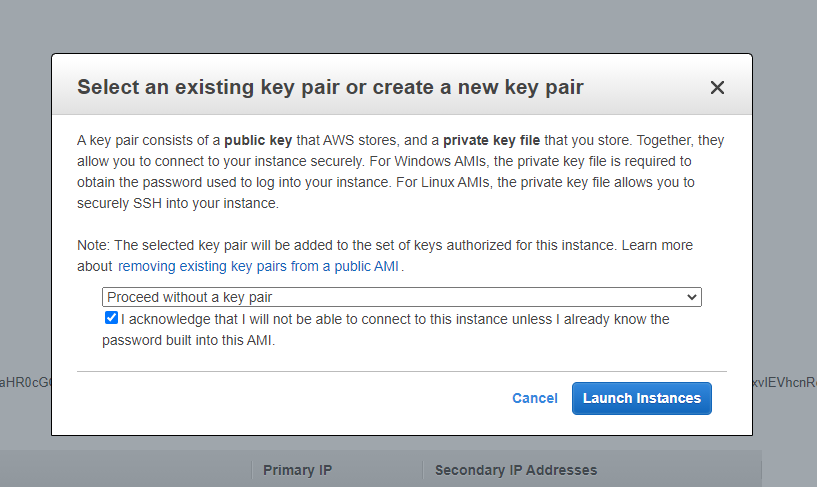 Select an existing key pair or create a new key pair
A key pair consists of a public key that AWS stores, and a private key file that you store. Together, they
allow you to connect to your instance securely. For Windows AMIs, the private key file is required to
obtain the password used to log into your instance. For Linux AMIs, the private key file allows you to
securely SSH into your instance.
Note: The selected key pair will be added to the set of keys authorized for this instance. Learn more
about removing existing key pairs from a public AMI.
Proceed without a key pair
I acknowledge that I will not be able to connect to this instance unless I already know the
password built into this AMI.
Cancel Launch Instances
Primary IP Secondary IP Addresses